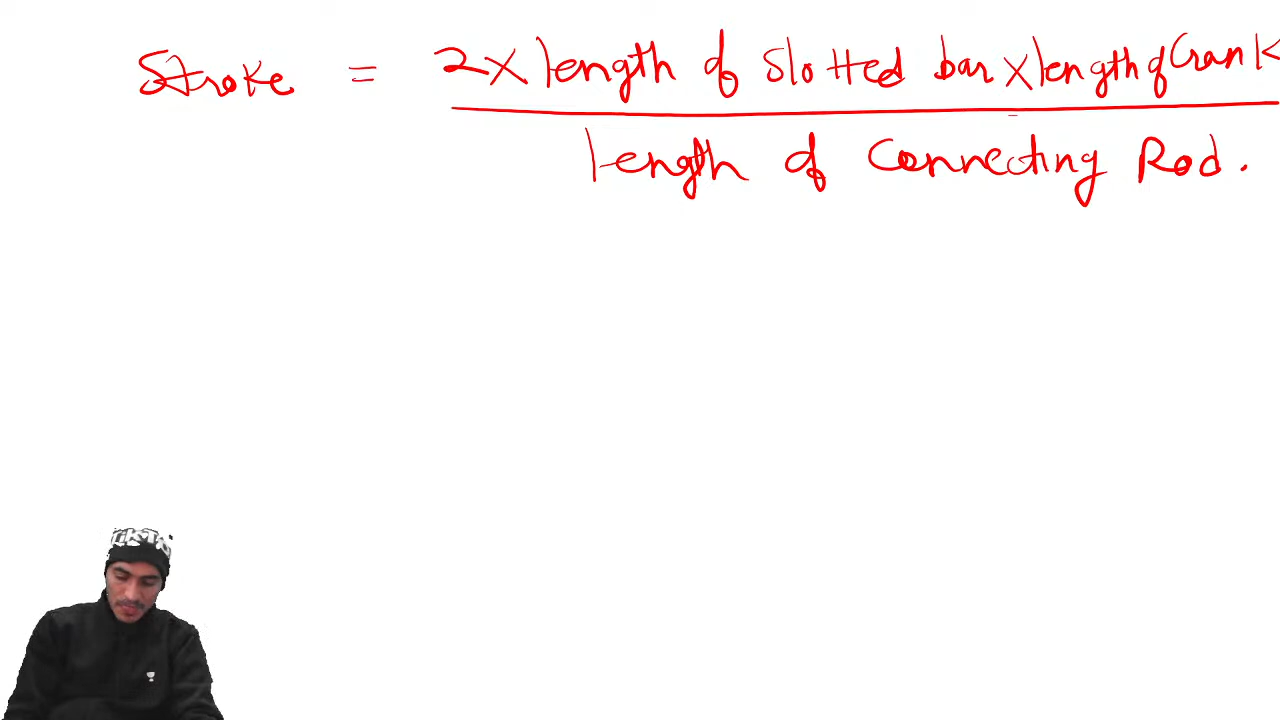 Stroke = 2 x length of slotted bar x length of Crank
length of Connecting Rod.